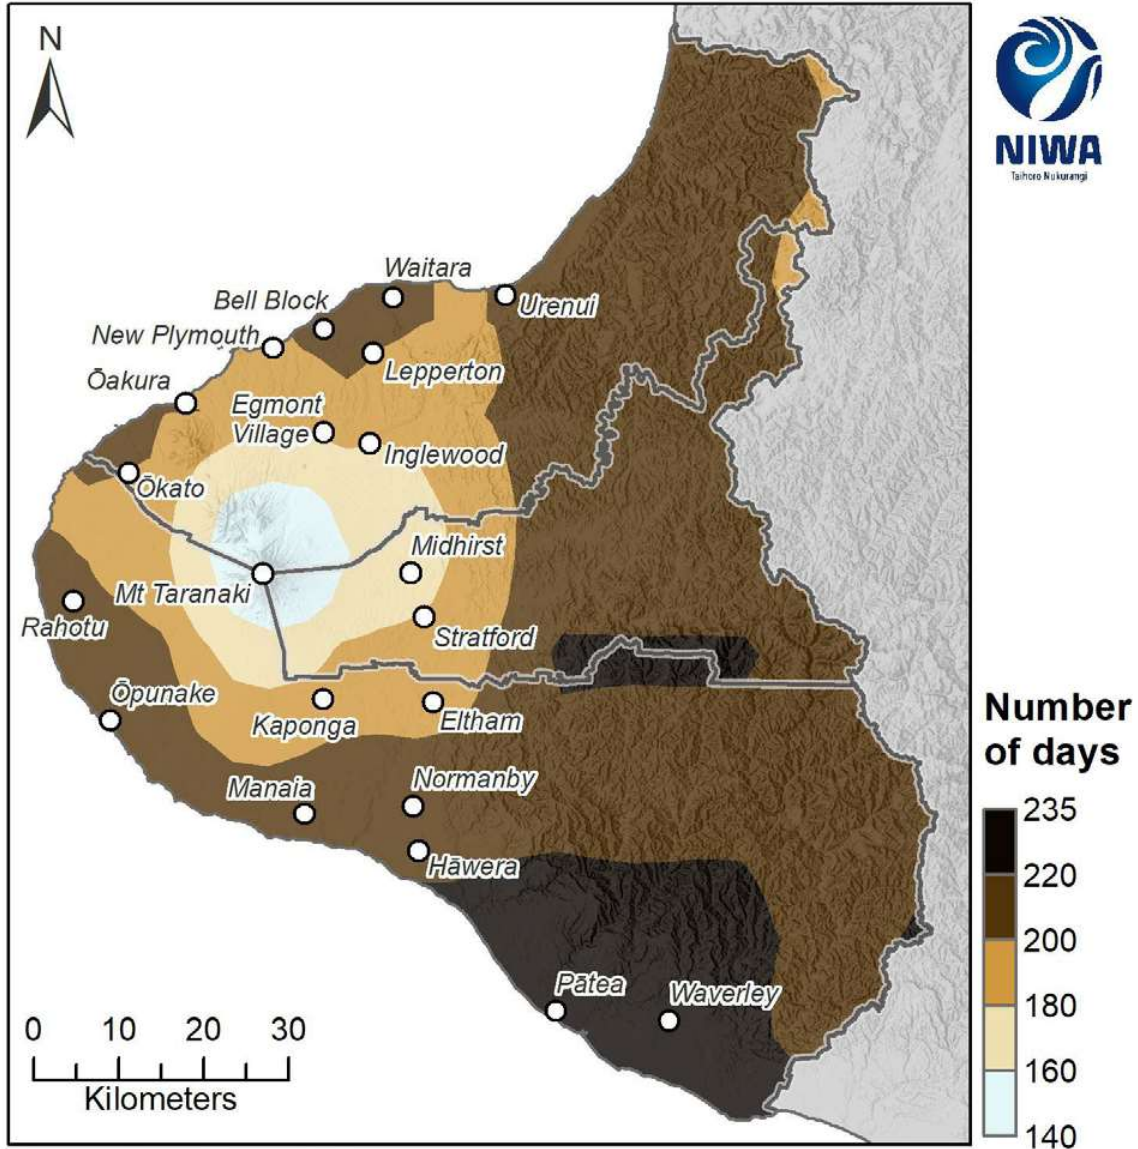 N
NIWA
Taihoro Nukurangi
Waitara
Bell Block
Urenui
New Plymouth
Lepperton
Ōakura
Egmont
Village
Inglewood
Ōkato
Midhirst
Mt Taranaki
Rahotu
Stratford
Ōpunake
Kaponga
Eltham
Manaia
Normanby
Hāwera
Pātea
Waverley
0 10 20 30
Kilometers
Number
of days
235
220
200
180
160
140